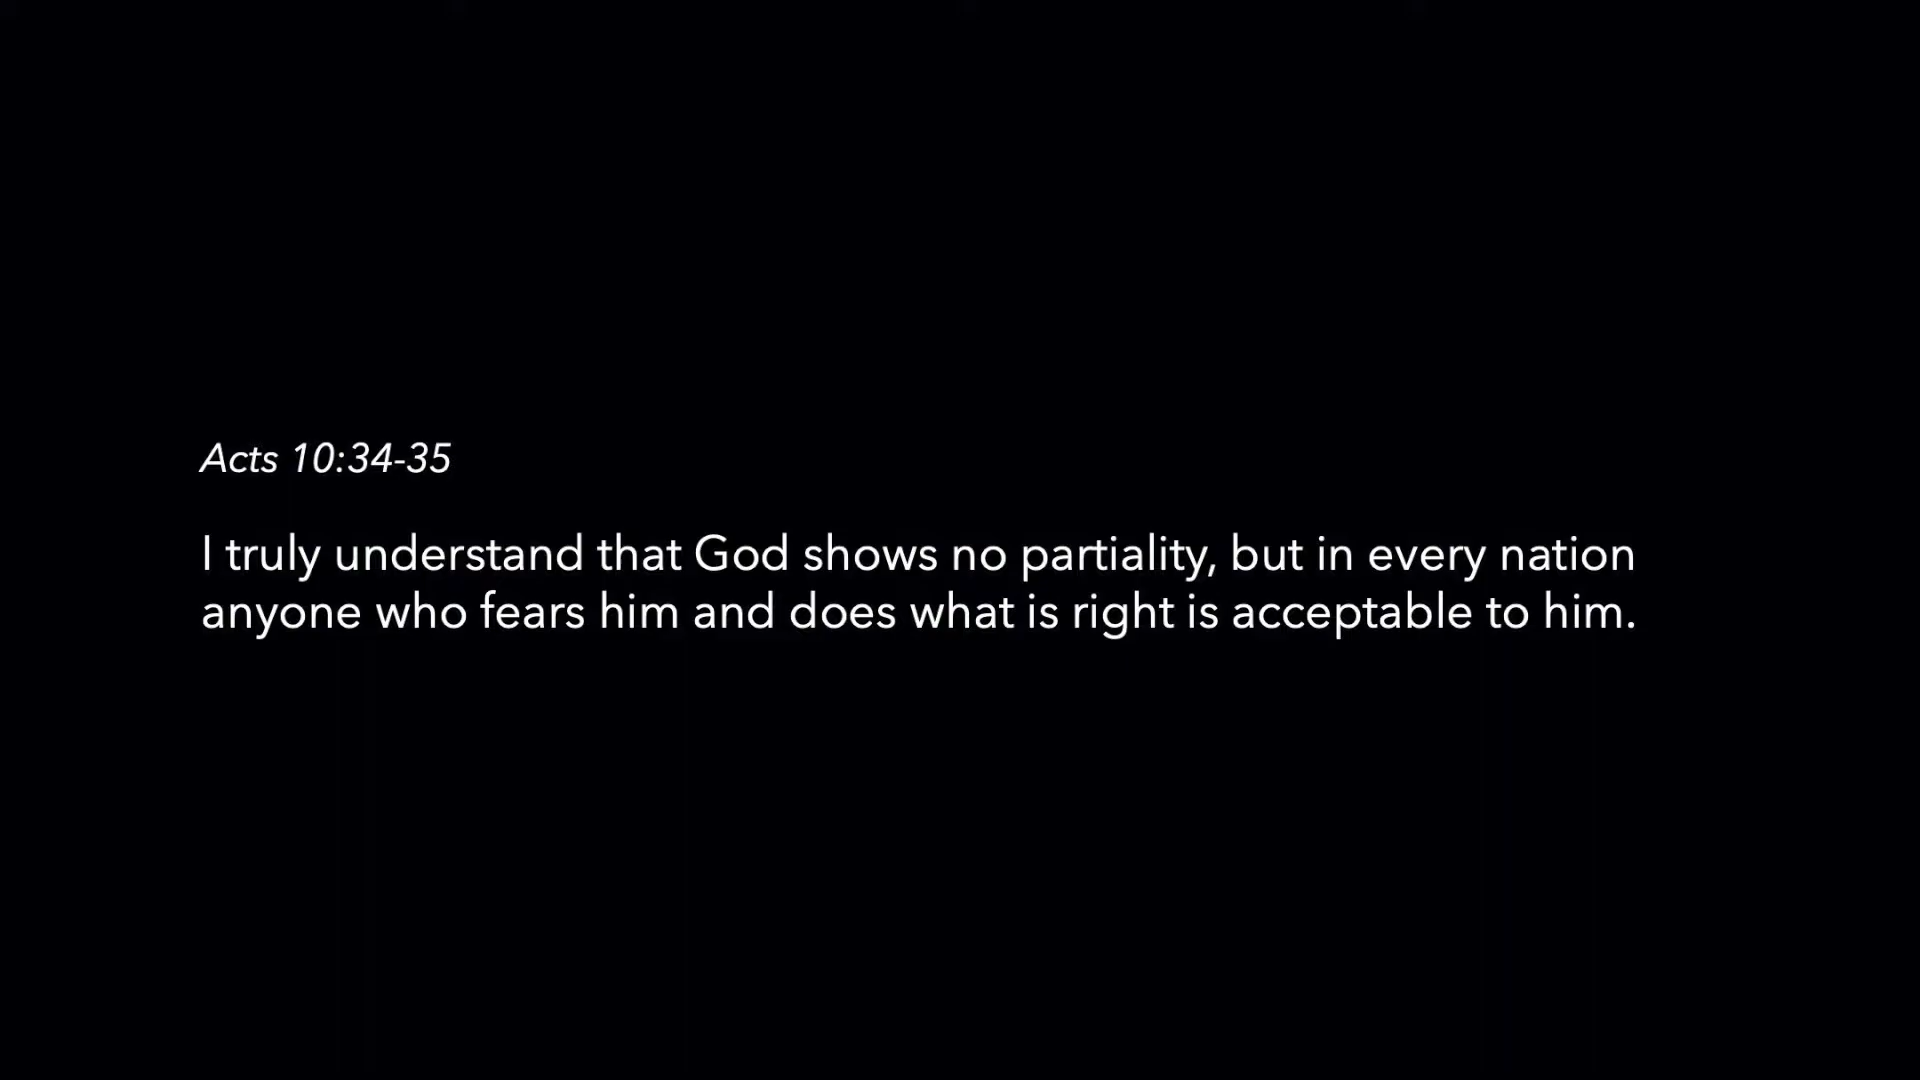 Acts 10:34-35
I truly understand that God shows no partiality, but in every nation
anyone who fears him and does what is right is acceptable to him.